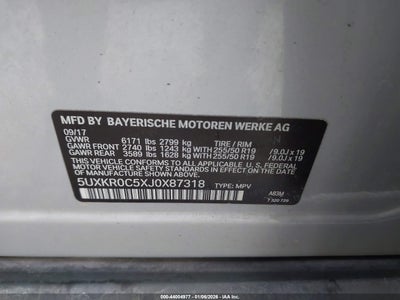 MFD BY BAYERISCHE MOTOREN WERKE AG
09/17 TIRE / RIM
GVWR 6171 lbs 2799 kg
GAWR FRONT 2740 lbs 1243 kg WITH 255/50 R19 /9.0J x 19
GAWR REAR 3589 lbs 1628 kg WITH 255/50 R19 /9.0J x 19
THIS VEHICLE CONFORMS TO ALL APPLICABLE U.S. FEDERAL
MOTOR VEHICLE SAFETY STANDARDS IN EFFECT ON THE
DATE OF MANUFACTURE SHOWN ABOVE.
5UXKR0C5XJ0X87318 TYPE: MPV
A83M
STOCK: 44004977 - 01/06/2026 - IAA Inc.